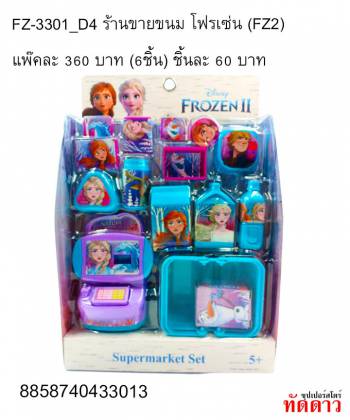 FZ-3301_D4 ร้านขายขนม โฟรเซ่น (FZ2)
แพ๊คละ 360 บาท (6ชิ้น) ชิ้นละ 60 บาท
Disney
FROZEN II
Supermarket Set
5+
8858740433013
ซุปเปอร์สโตร์
ทัดดาว